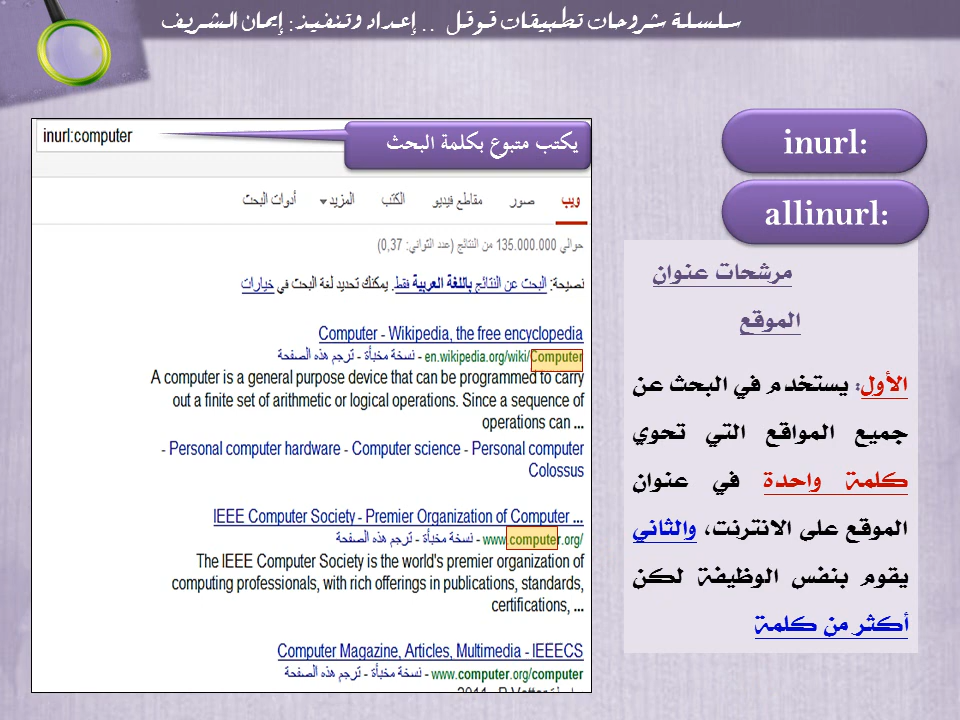 سلسلة شروحات تطبيقات قوقل .. إعداد وتنفيذ: إيمان الشريف
inurl:
allinurl:
مرشحات عنوان
الموقع
الأول: يستخدم في البحث عن
جميع المواقع التي تحوي
كلمة واحدة في عنوان
الموقع على الانترنت، والثاني
يقوم بنفس الوظيفة لكن
أكثر من كلمة
inurl:computer
يكتب متبوع بكلمة البحث
ويب صور مقاطع فيديو الكتب المزيد أدوات البحث
حوالي 135.000.000 من النتائج (عدد الثواني: 0,37)
نصيحة: البحث عن النتائج باللغة العربية فقط. يمكنك تحديد لغة البحث في خيارات
Computer - Wikipedia, the free encyclopedia
en.wikipedia.org/wiki/Computer - نسخة مخبأة - ترجم هذه الصفحة
A computer is a general purpose device that can be programmed to carry
out a finite set of arithmetic or logical operations. Since a sequence of
operations can ...
- Personal computer hardware - Computer science - Personal computer
Colossus
IEEE Computer Society - Premier Organization of Computer ...
www.computer.org/ - نسخة مخبأة - ترجم هذه الصفحة
The IEEE Computer Society is the world's premier organization of
computing professionals, with rich offerings in publications, standards,
certifications, ...
Computer Magazine, Articles, Multimedia - IEEECS
www.computer.org/computer - نسخة مخبأة - ترجم هذه الصفحة